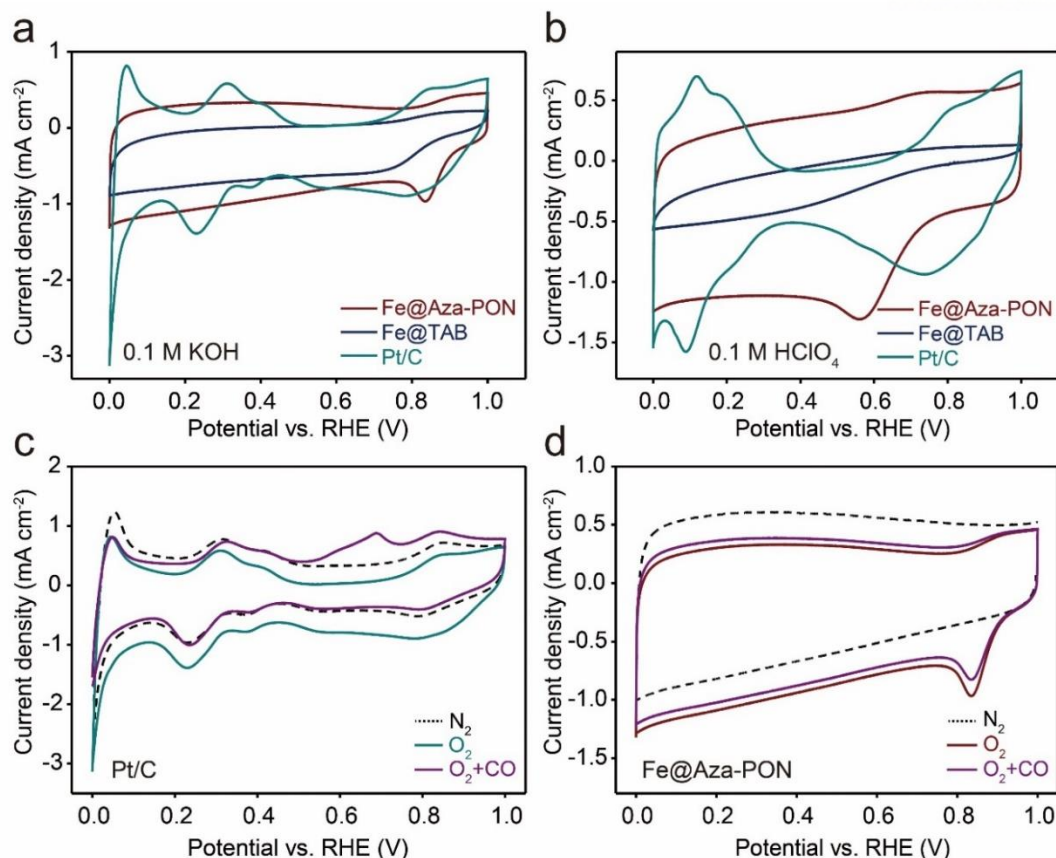 a
Current density (mA cm⁻²)
1
0
-1
-2
-3
Fe@Aza-PON
Fe@TAB
Pt/C
0.1 M KOH
0.0 0.2 0.4 0.6 0.8 1.0
Potential vs. RHE (V)
b
Current density (mA cm⁻²)
0.5
0.0
-0.5
-1.0
-1.5
Fe@Aza-PON
Fe@TAB
Pt/C
0.1 M HClO₄
0.0 0.2 0.4 0.6 0.8 1.0
Potential vs. RHE (V)
c
Current density (mA cm⁻²)
2
1
0
-1
-2
-3
N₂
O₂
O₂+CO
Pt/C
0.0 0.2 0.4 0.6 0.8 1.0
Potential vs. RHE (V)
d
Current density (mA cm⁻²)
1.0
0.5
0.0
-0.5
-1.0
-1.5
N₂
O₂
O₂+CO
Fe@Aza-PON
0.0 0.2 0.4 0.6 0.8 1.0
Potential vs. RHE (V)